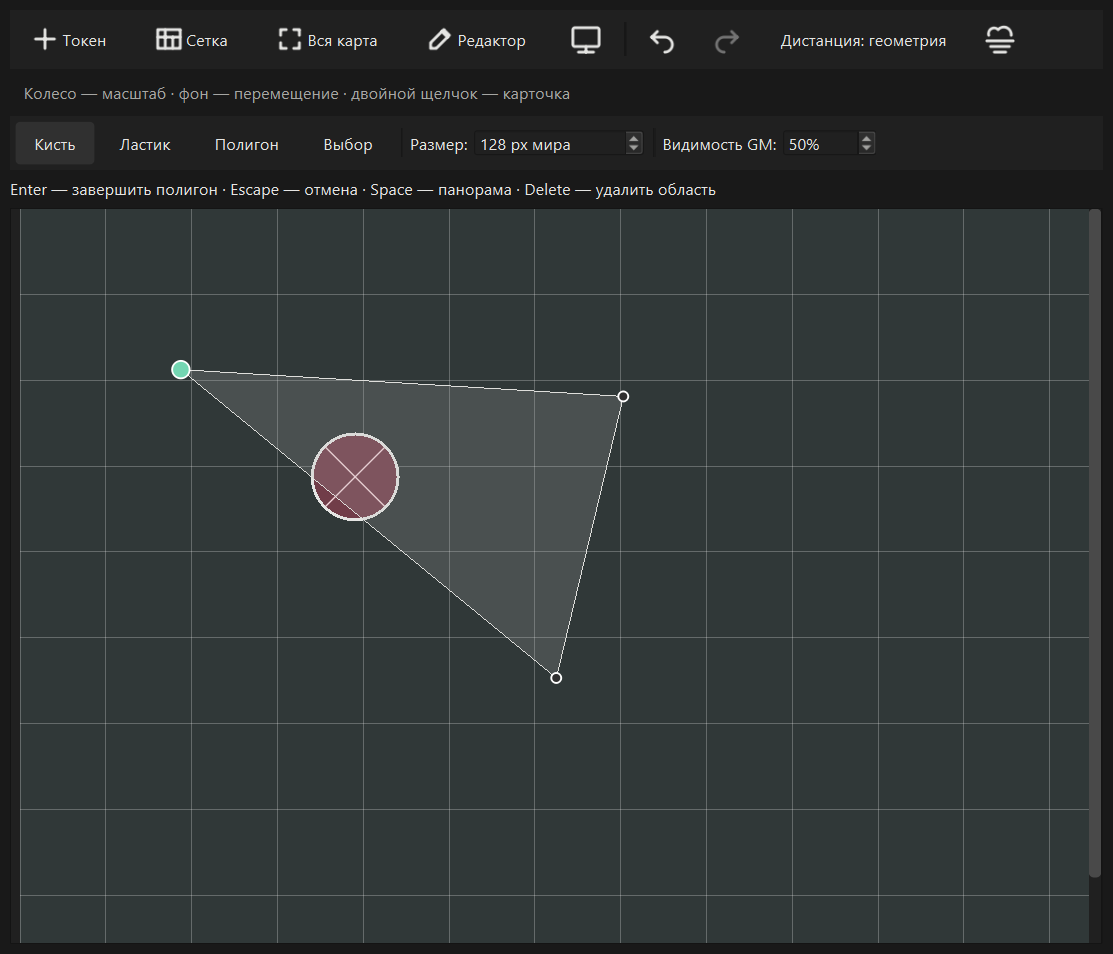 Токен Сетка Вся карта Редактор Дистанция: геометрия
Колесо — масштаб · фон — перемещение · двойной щелчок — карточка
Кисть Ластик Полигон Выбор Размер: 128 px мира Видимость GM: 50%
Enter — завершить полигон · Escape — отмена · Space — панорама · Delete — удалить область